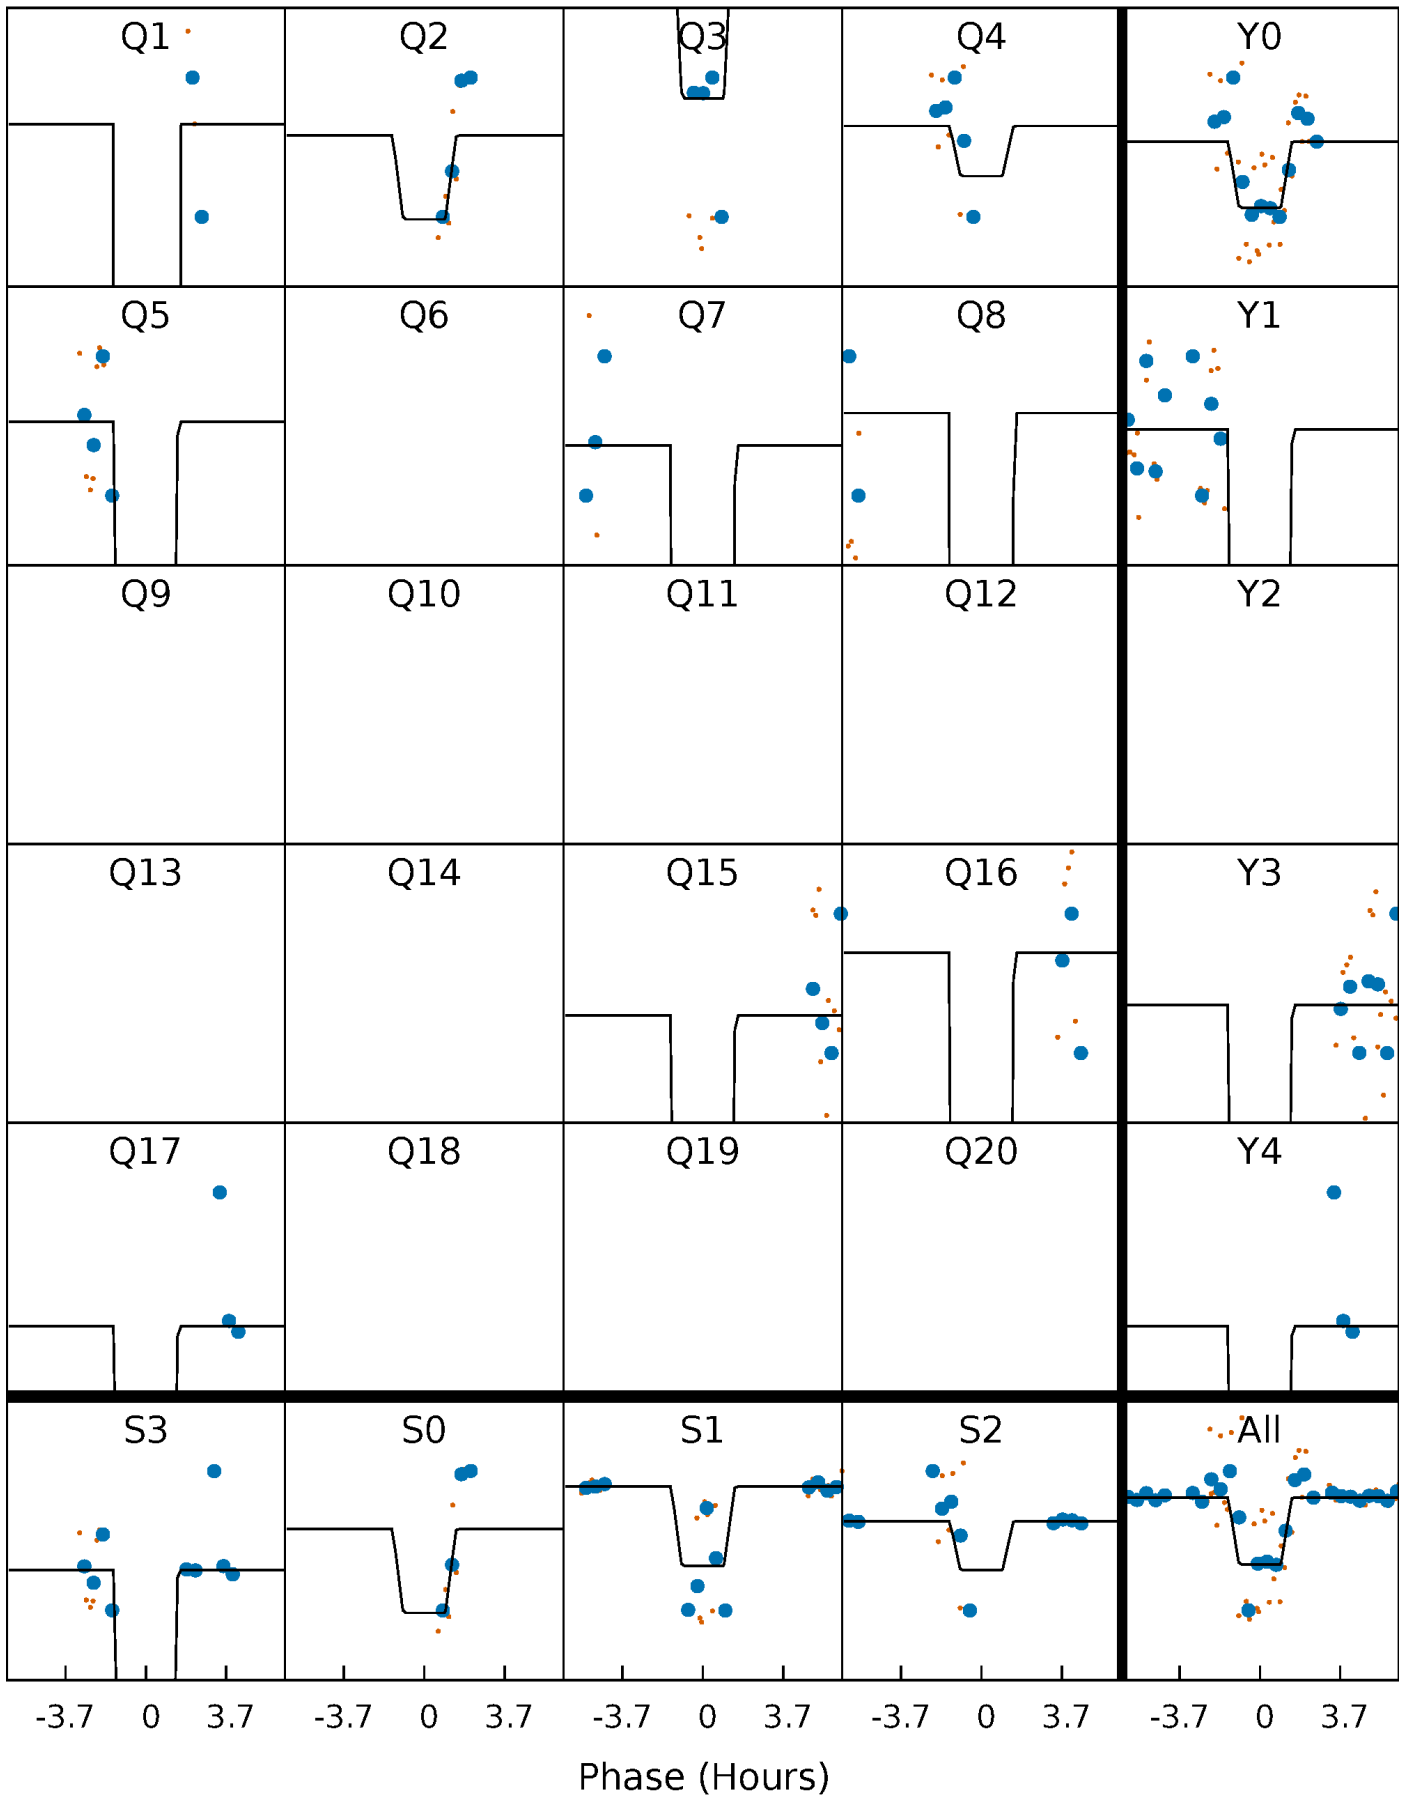 Q1 Q2 Q3 Q4 Y0
Q5 Q6 Q7 Q8 Y1
Q9 Q10 Q11 Q12 Y2
Q13 Q14 Q15 Q16 Y3
Q17 Q18 Q19 Q20 Y4
S3 S0 S1 S2 All
-3.7 0 3.7 -3.7 0 3.7 -3.7 0 3.7 -3.7 0 3.7 -3.7 0 3.7
Phase (Hours)